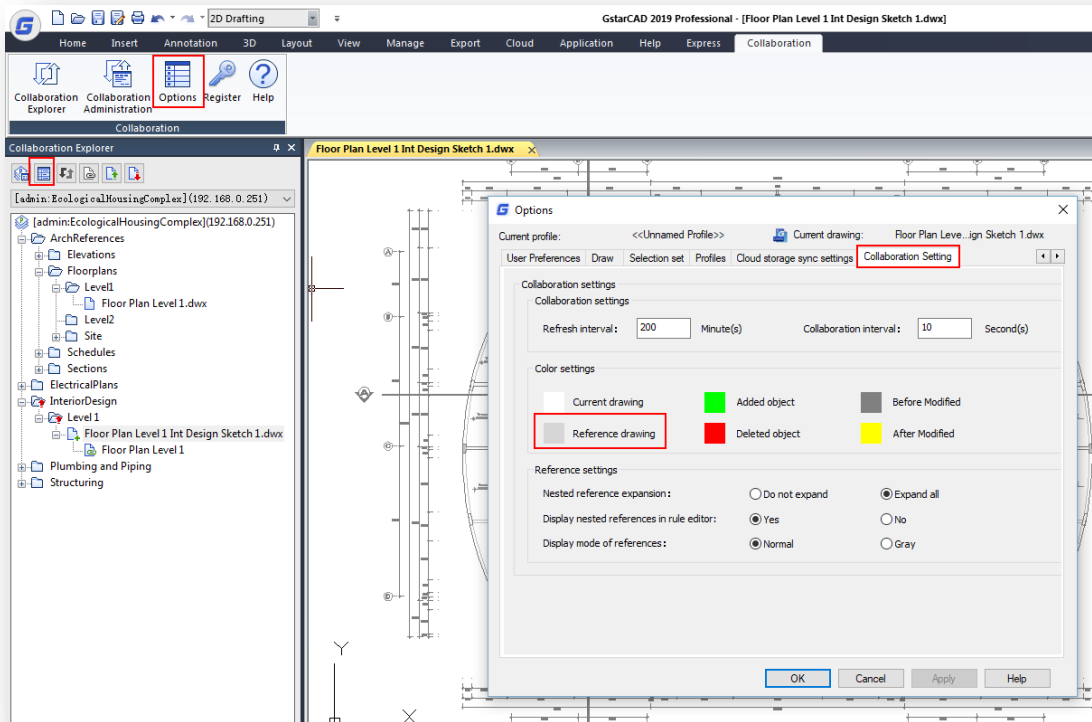 2D Drafting
GstarCAD 2019 Professional - [Floor Plan Level 1 Int Design Sketch 1.dwx]
Home Insert Annotation 3D Layout View Manage Export Cloud Application Help Express Collaboration
Collaboration Explorer
Collaboration Administration
Options
Register
Help
Collaboration
Collaboration Explorer
Floor Plan Level 1 Int Design Sketch 1.dwx
[admin:EcologicalHousingComplex](192.168.0.251)
[admin:EcologicalHousingComplex](192.168.0.251)
ArchReferences
Elevations
Floorplans
Level1
Floor Plan Level 1.dwx
Level2
Site
Schedules
Sections
ElectricalPlans
InteriorDesign
Level 1
Floor Plan Level 1 Int Design Sketch 1.dwx
Floor Plan Level 1
Plumbing and Piping
Structuring
A
B
A
C
D
Y
X
Options
Current profile: <<Unnamed Profile>> Current drawing: Floor Plan Leve...ign Sketch 1.dwx
User Preferences Draw Selection set Profiles Cloud storage sync settings Collaboration Setting
Collaboration settings
Collaboration settings
Refresh interval: 200 Minute(s) Collaboration interval: 10 Second(s)
Color settings
Current drawing Added object Before Modified
Reference drawing Deleted object After Modified
Reference settings
Nested reference expansion: Do not expand Expand all
Display nested references in rule editor: Yes No
Display mode of references: Normal Gray
OK Cancel Apply Help